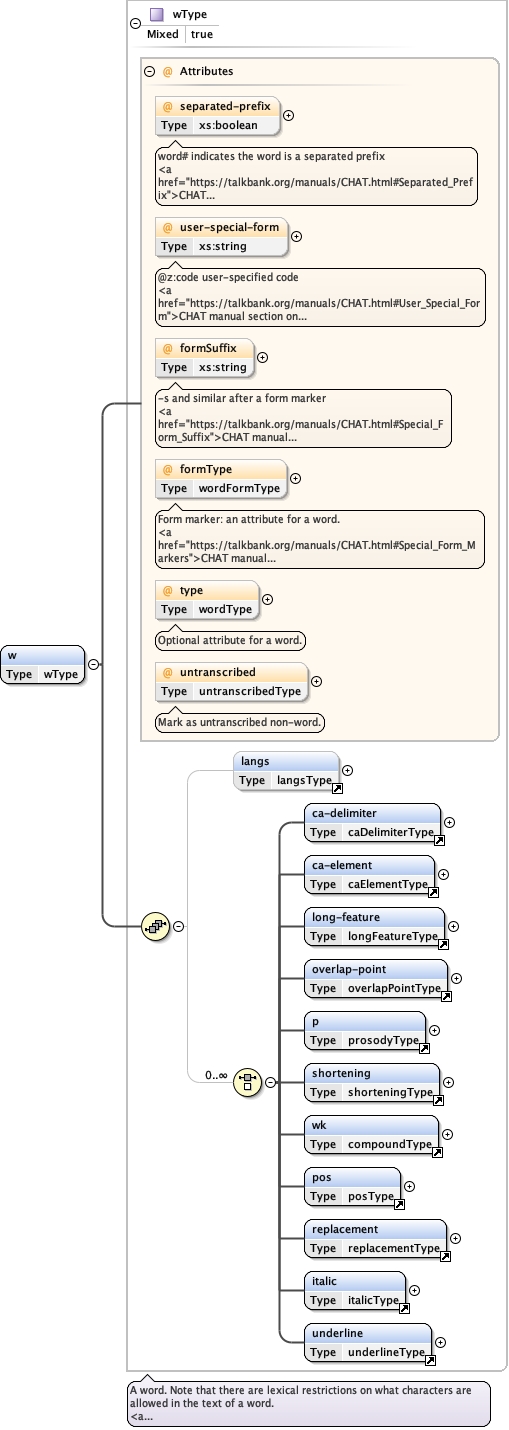 wType
Mixed true
@ Attributes
@ separated-prefix
Type xs:boolean
word# indicates the word is a separated prefix
<a
href="https://talkbank.org/manuals/CHAT.html#Separated_Pref
ix">CHAT...
@ user-special-form
Type xs:string
@z:code user-specified code
<a
href="https://talkbank.org/manuals/CHAT.html#User_Special_For
m">CHAT manual section on...
@ formSuffix
Type xs:string
-s and similar after a form marker
<a
href="https://talkbank.org/manuals/CHAT.html#Special_F
orm_Suffix">CHAT manual...
@ formType
Type wordFormType
Form marker: an attribute for a word.
<a
href="https://talkbank.org/manuals/CHAT.html#Special_Form_M
arkers">CHAT manual...
@ type
Type wordType
Optional attribute for a word.
w
Type wType
@ untranscribed
Type untranscribedType
Mark as untranscribed non-word.
langs
Type langsType
ca-delimiter
Type caDelimiterType
ca-element
Type caElementType
long-feature
Type longFeatureType
overlap-point
Type overlapPointType
p
Type prosodyType
0..∞
shortening
Type shorteningType
wk
Type compoundType
pos
Type posType
replacement
Type replacementType
italic
Type italicType
underline
Type underlineType
A word. Note that there are lexical restrictions on what characters are
allowed in the text of a word.
<a...